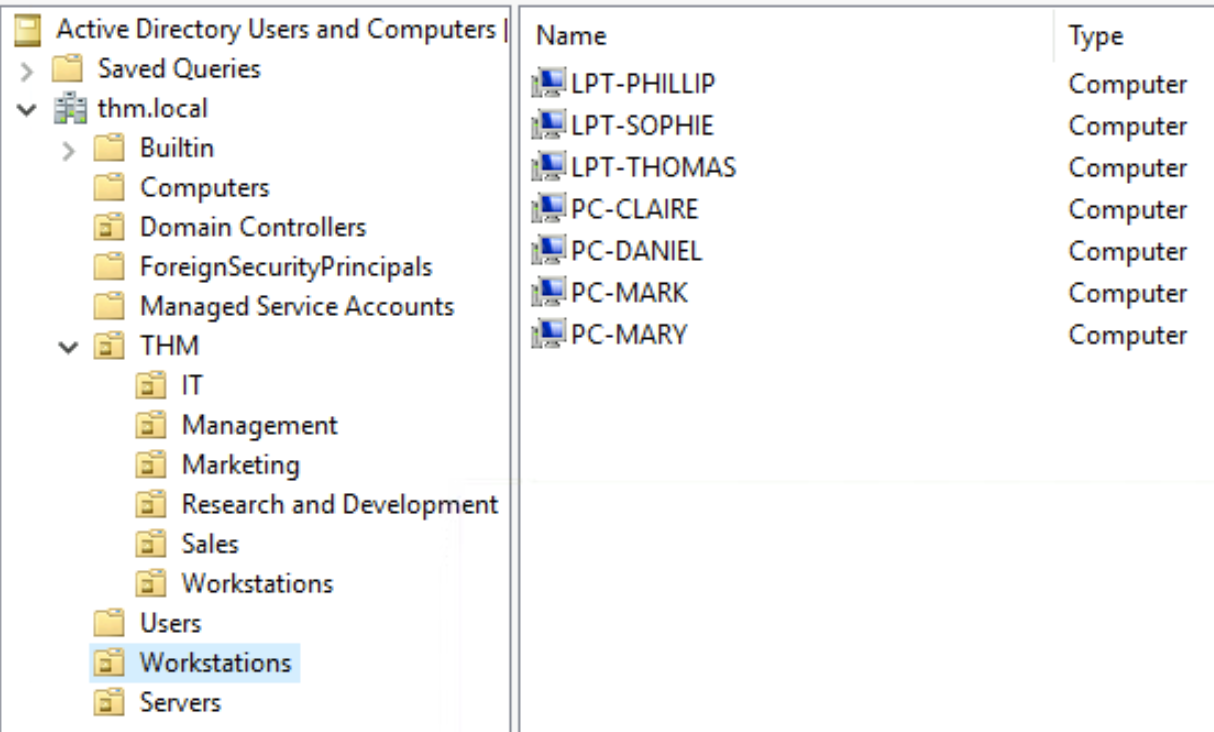 Active Directory Users and Computers
Saved Queries
thm.local
Builtin
Computers
Domain Controllers
ForeignSecurityPrincipals
Managed Service Accounts
THM
IT
Management
Marketing
Research and Development
Sales
Workstations
Users
Workstations
Servers
Name Type
LPT-PHILLIP Computer
LPT-SOPHIE Computer
LPT-THOMAS Computer
PC-CLAIRE Computer
PC-DANIEL Computer
PC-MARK Computer
PC-MARY Computer